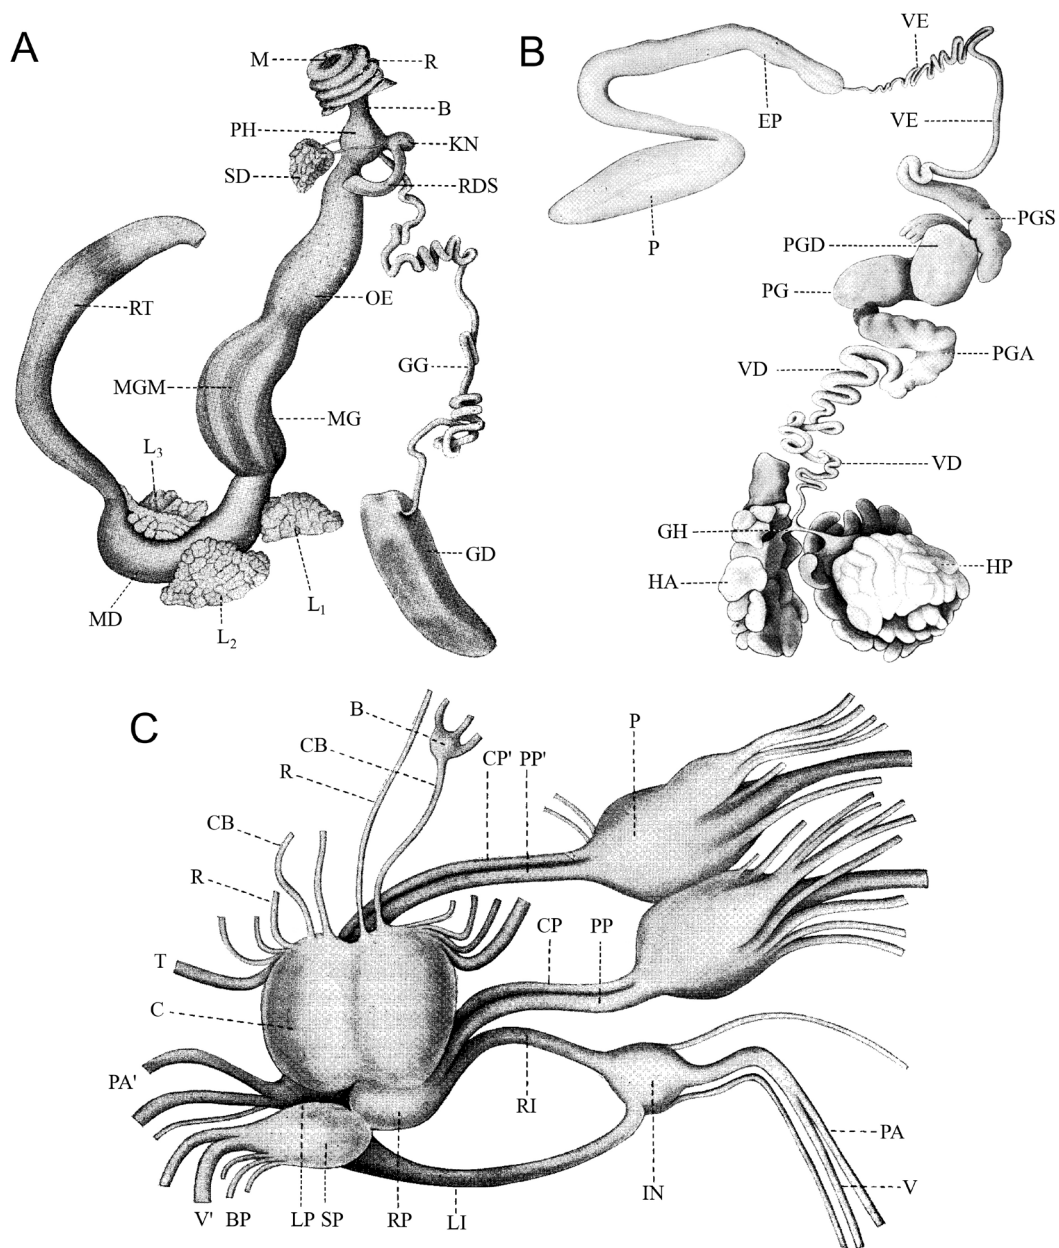 A
M
R
B
PH
KN
SD
RDS
RT
OE
GG
MGM
MG
L3
GD
L1
MD
L2
B
VE
EP
VE
P
PGS
PGD
PG
PGA
VD
VD
GH
HA
HP
C
B
P
CB
CP' PP'
R
CB
P
R
CP PP
T
C
PA'
RI
PA
IN
V
V' BP LP SP RP LI